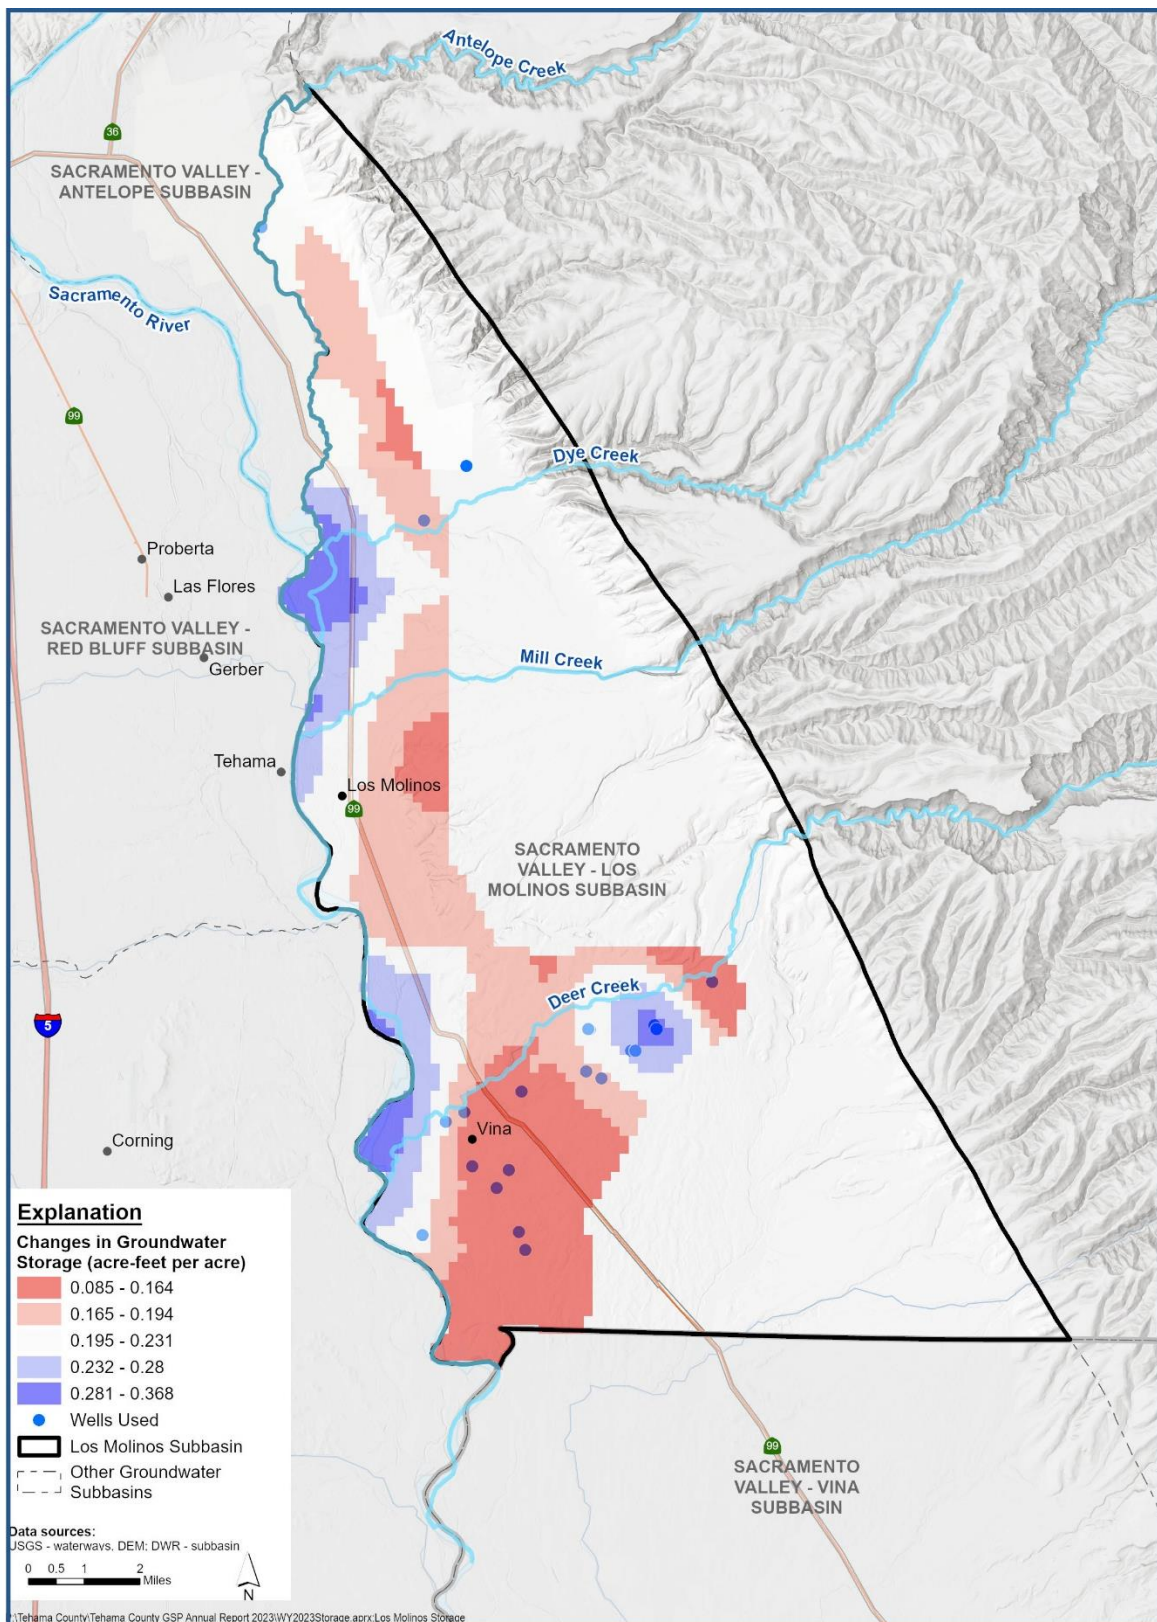 Antelope Creek
36
SACRAMENTO VALLEY -
ANTELOPE SUBBASIN
Sacramento River
99
Dye Creek
Proberta
Las Flores
SACRAMENTO VALLEY -
RED BLUFF SUBBASIN
Gerber
Mill Creek
Tehama
Los Molinos
99
SACRAMENTO
VALLEY - LOS
MOLINOS SUBBASIN
Deer Creek
5
Vina
Corning
Explanation
Changes in Groundwater
Storage (acre-feet per acre)
0.085 - 0.164
0.165 - 0.194
0.195 - 0.231
0.232 - 0.28
0.281 - 0.368
Wells Used
Los Molinos Subbasin
Other Groundwater
Subbasins
99
SACRAMENTO
VALLEY - VINA
SUBBASIN
Data sources:
USGS - waterways, DEM; DWR - subbasin
0 0.5 1 2
Miles
N
\Tehama County\Tehama County GSP Annual Report 2023\WY2023Storage.aprx:Los Molinos Storage